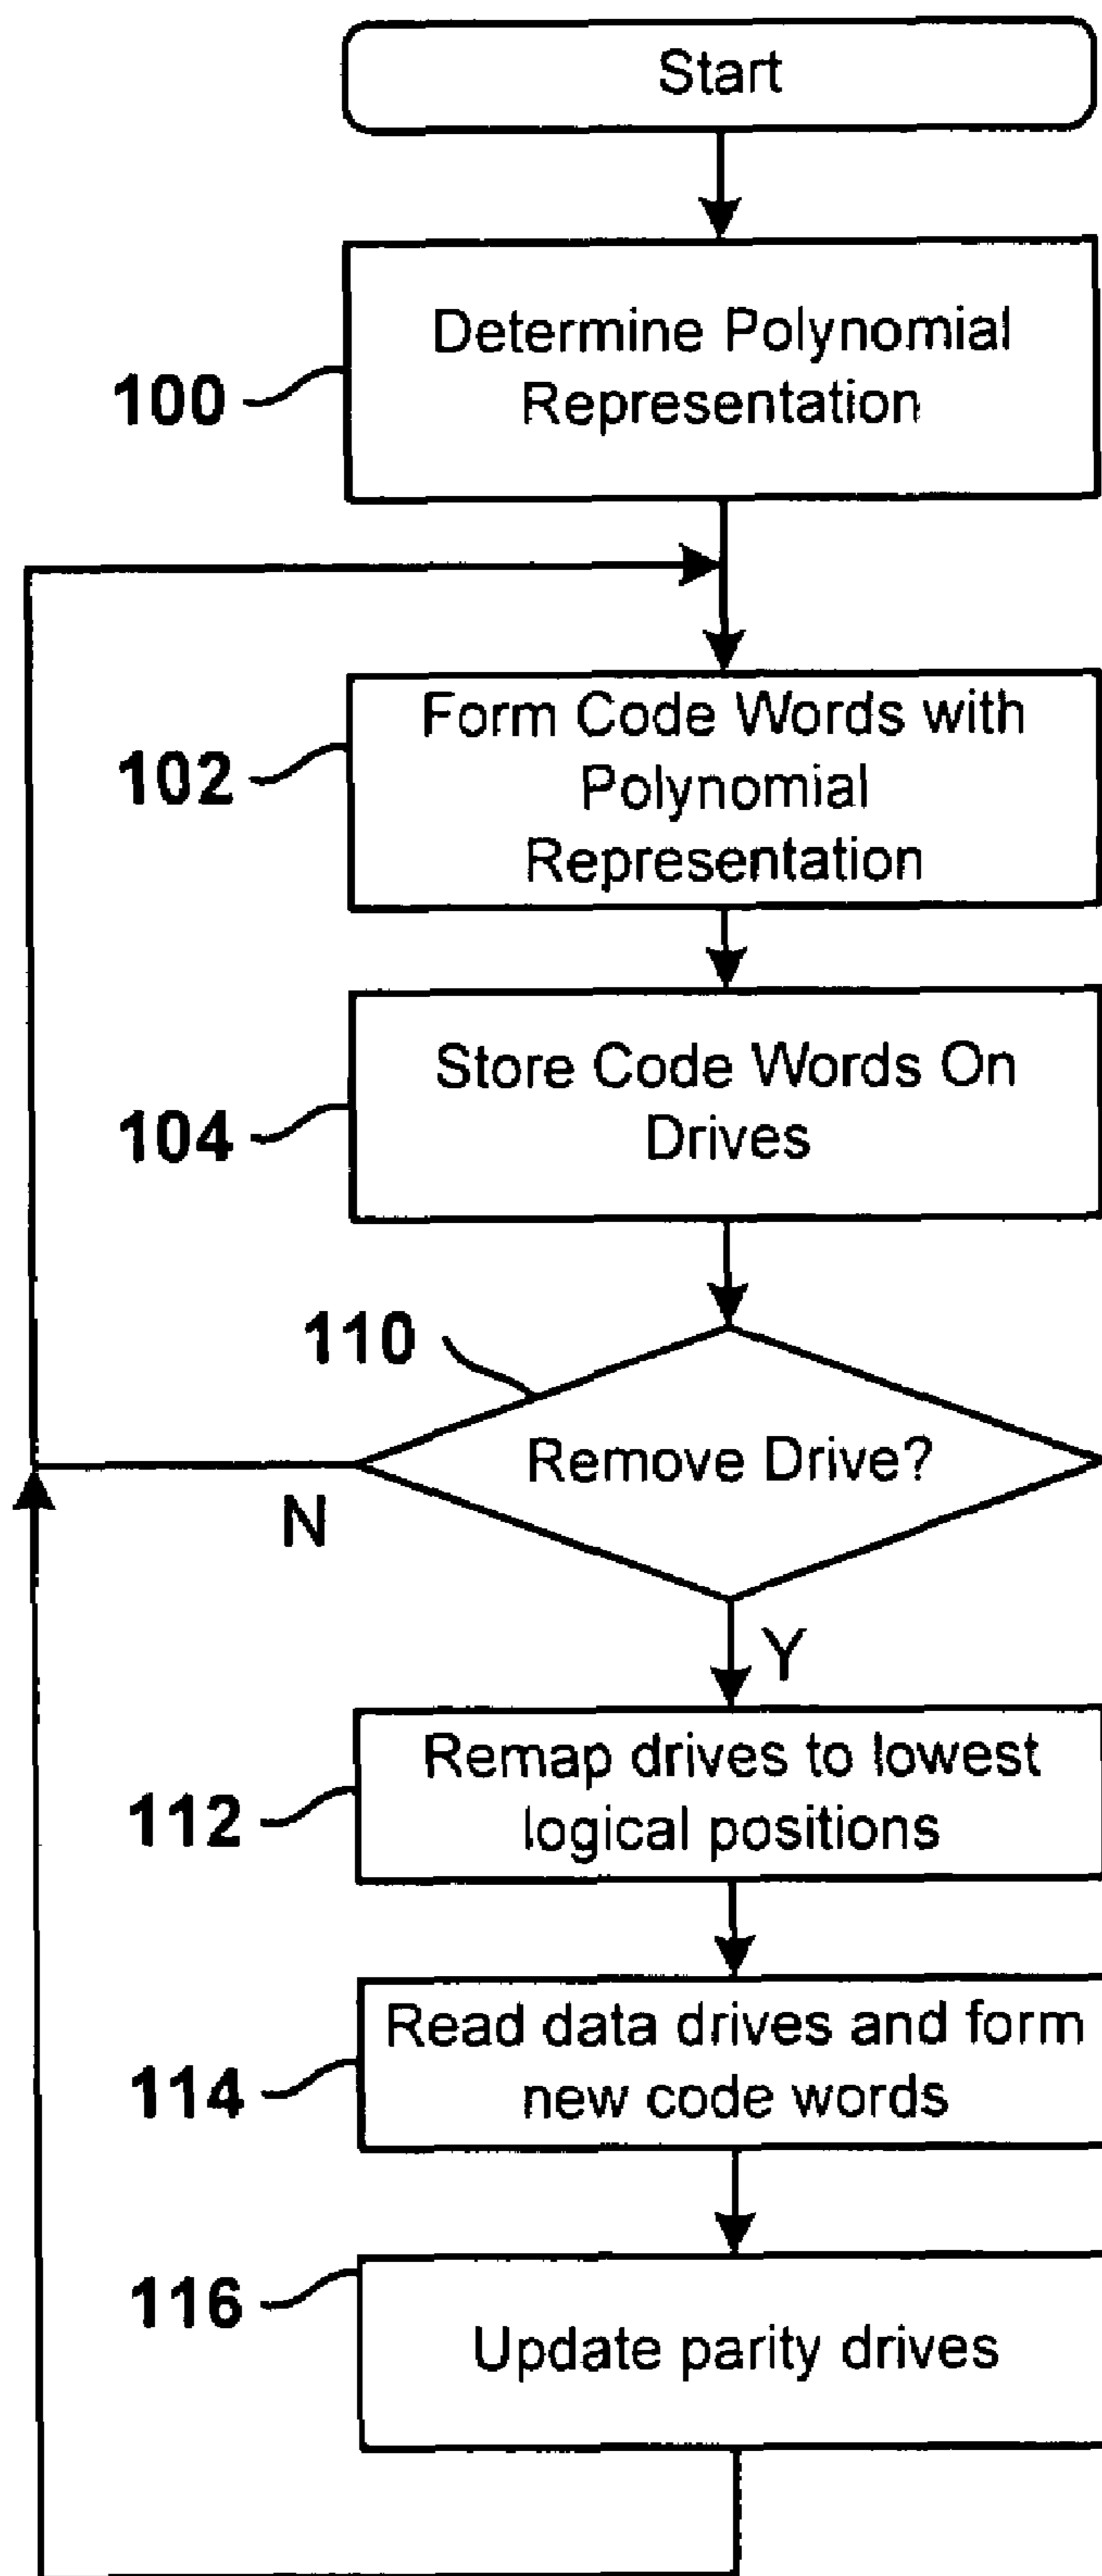 Start
Determine Polynomial
Representation
100
Form Code Words with
Polynomial
Representation
102
Store Code Words On
Drives
104
110
Remove Drive?
N
Y
Remap drives to lowest
logical positions
112
Read data drives and form
new code words
114
116
Update parity drives